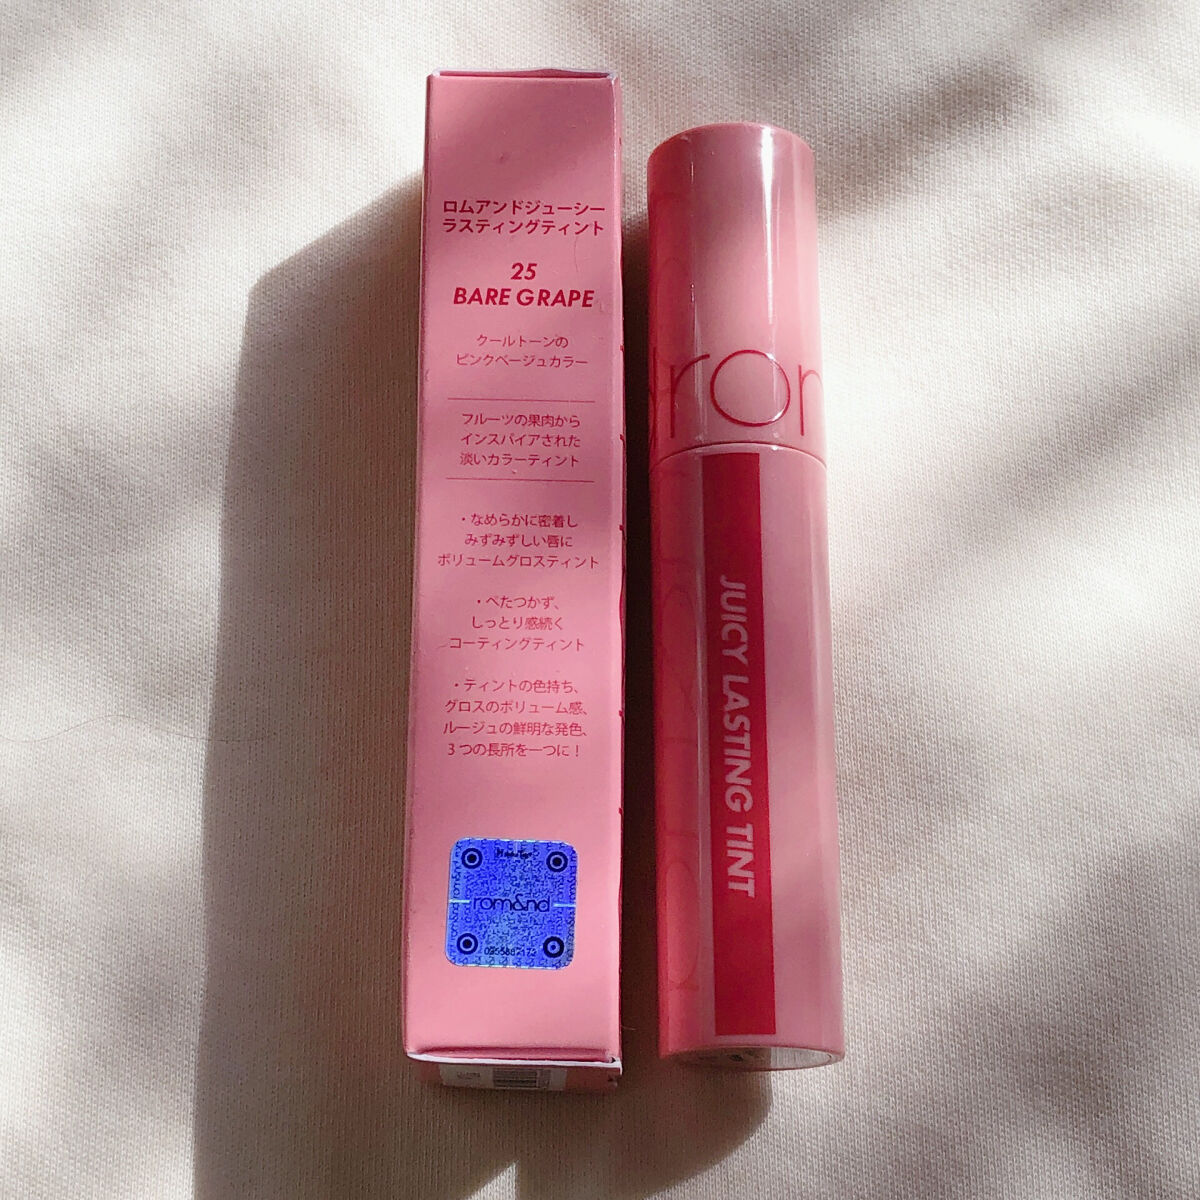 ロムアンドジューシー
ラスティングティント
25
BARE GRAPE
クールトーンの
ピンクベージュカラー
フルーツの果肉から
インスパイアされた
淡いカラーティント
・なめらかに密着し
みずみずしい唇に
ボリュームグロスティント
・べたつかず、
しっとり感続く
コーティングティント
・ティントの色持ち、
グロスのボリューム感、
ルージュの鮮明な発色、
3つの長所を一つに！
rom&nd
rom
JUICY LASTING TINT